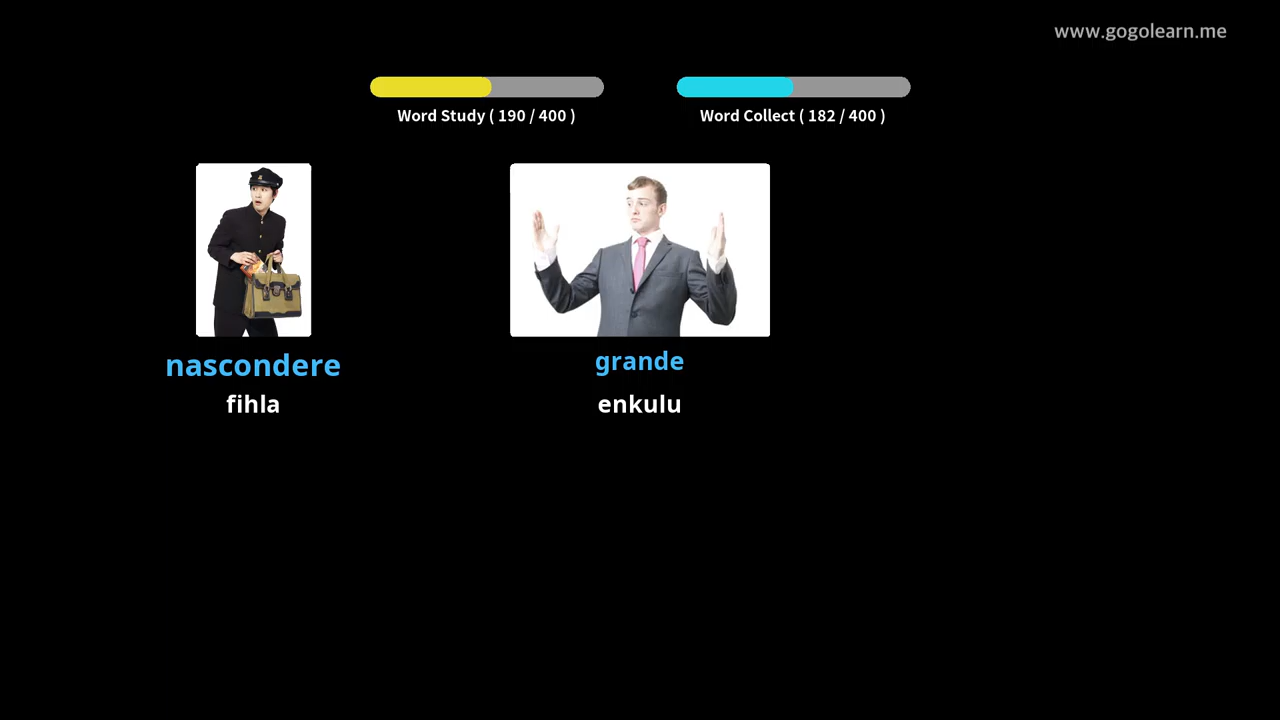 www.gogolearn.me
Word Study ( 190 / 400 )
Word Collect ( 182 / 400 )
nascondere
fihla
grande
enkulu